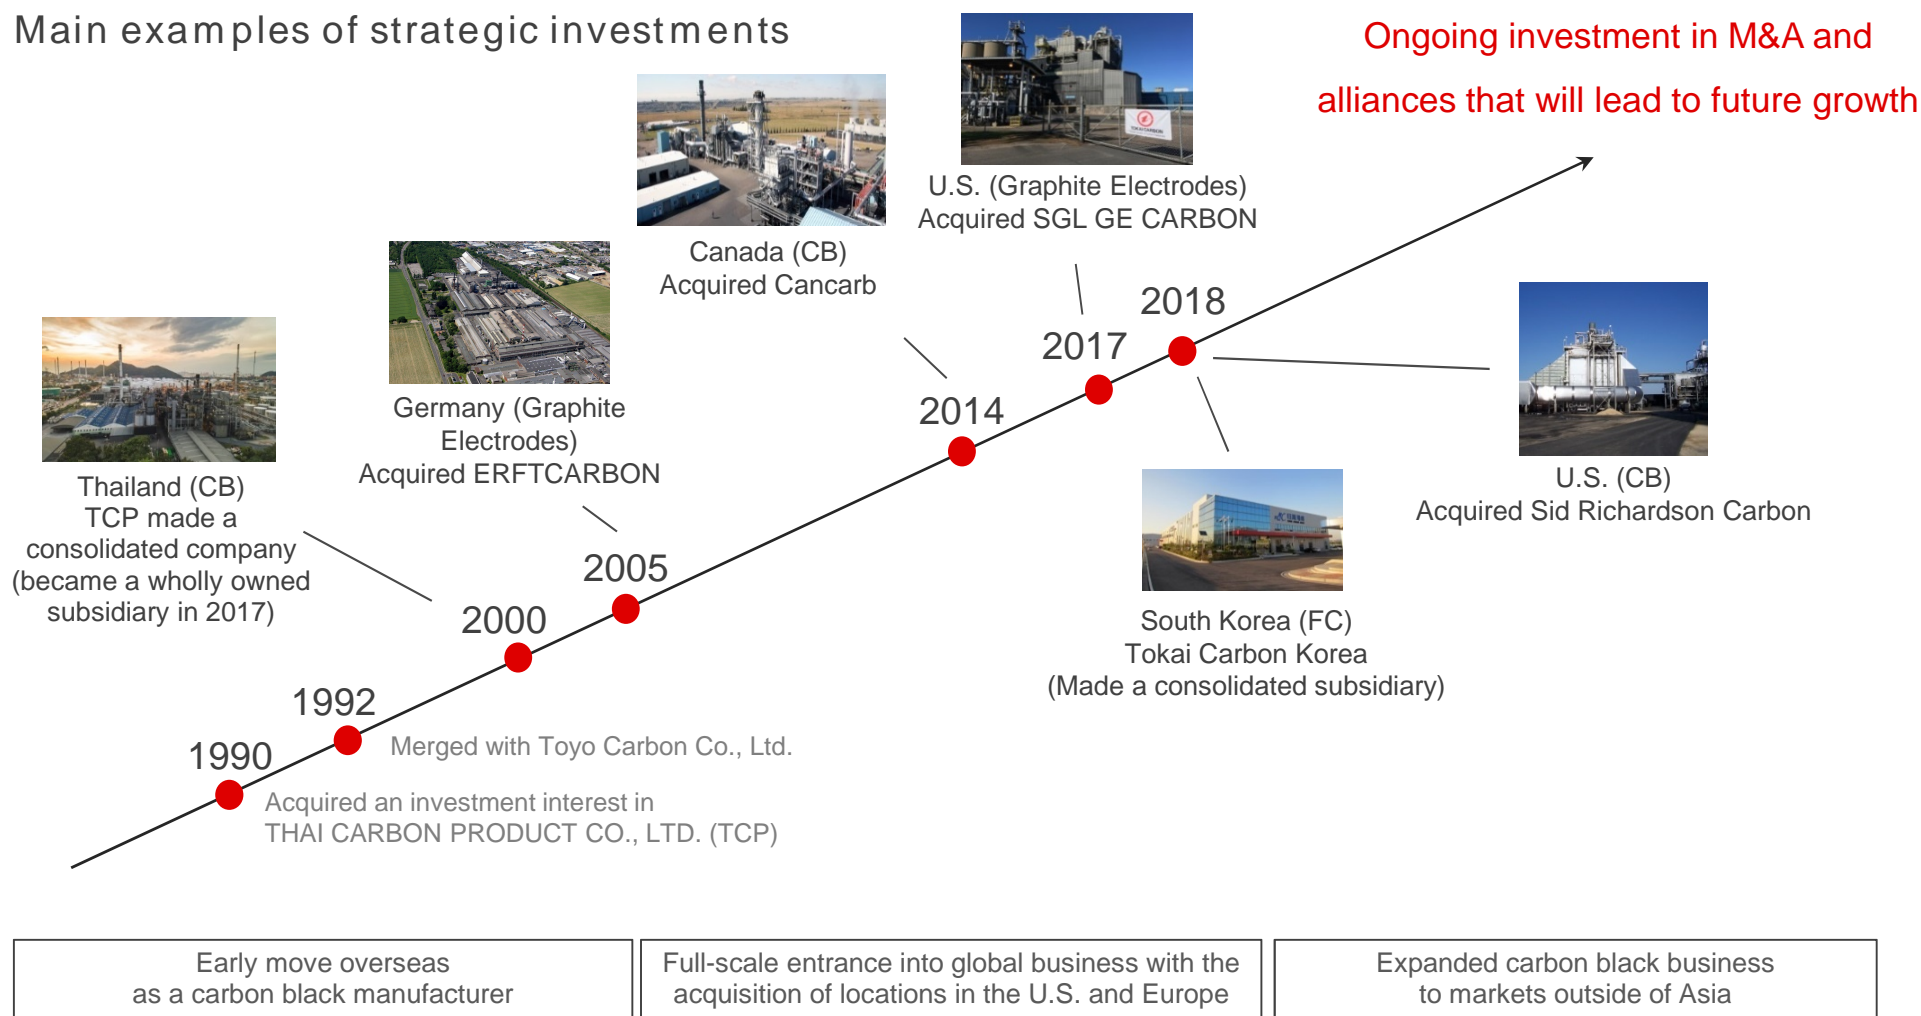 Main examples of strategic investments
Ongoing investment in M&A and
alliances that will lead to future growth
TOKAI CARBON
U.S. (Graphite Electrodes)
Acquired SGL GE CARBON
Canada (CB)
Acquired Cancarb
2018
2017
Germany (Graphite
Electrodes)
Acquired ERFTCARBON
2014
Thailand (CB)
TCP made a
consolidated company
(became a wholly owned
subsidiary in 2017)
U.S. (CB)
Acquired Sid Richardson Carbon
2005
2000
South Korea (FC)
Tokai Carbon Korea
(Made a consolidated subsidiary)
1992
Merged with Toyo Carbon Co., Ltd.
1990
Acquired an investment interest in
THAI CARBON PRODUCT CO., LTD. (TCP)
Early move overseas
as a carbon black manufacturer
Full-scale entrance into global business with the
acquisition of locations in the U.S. and Europe
Expanded carbon black business
to markets outside of Asia